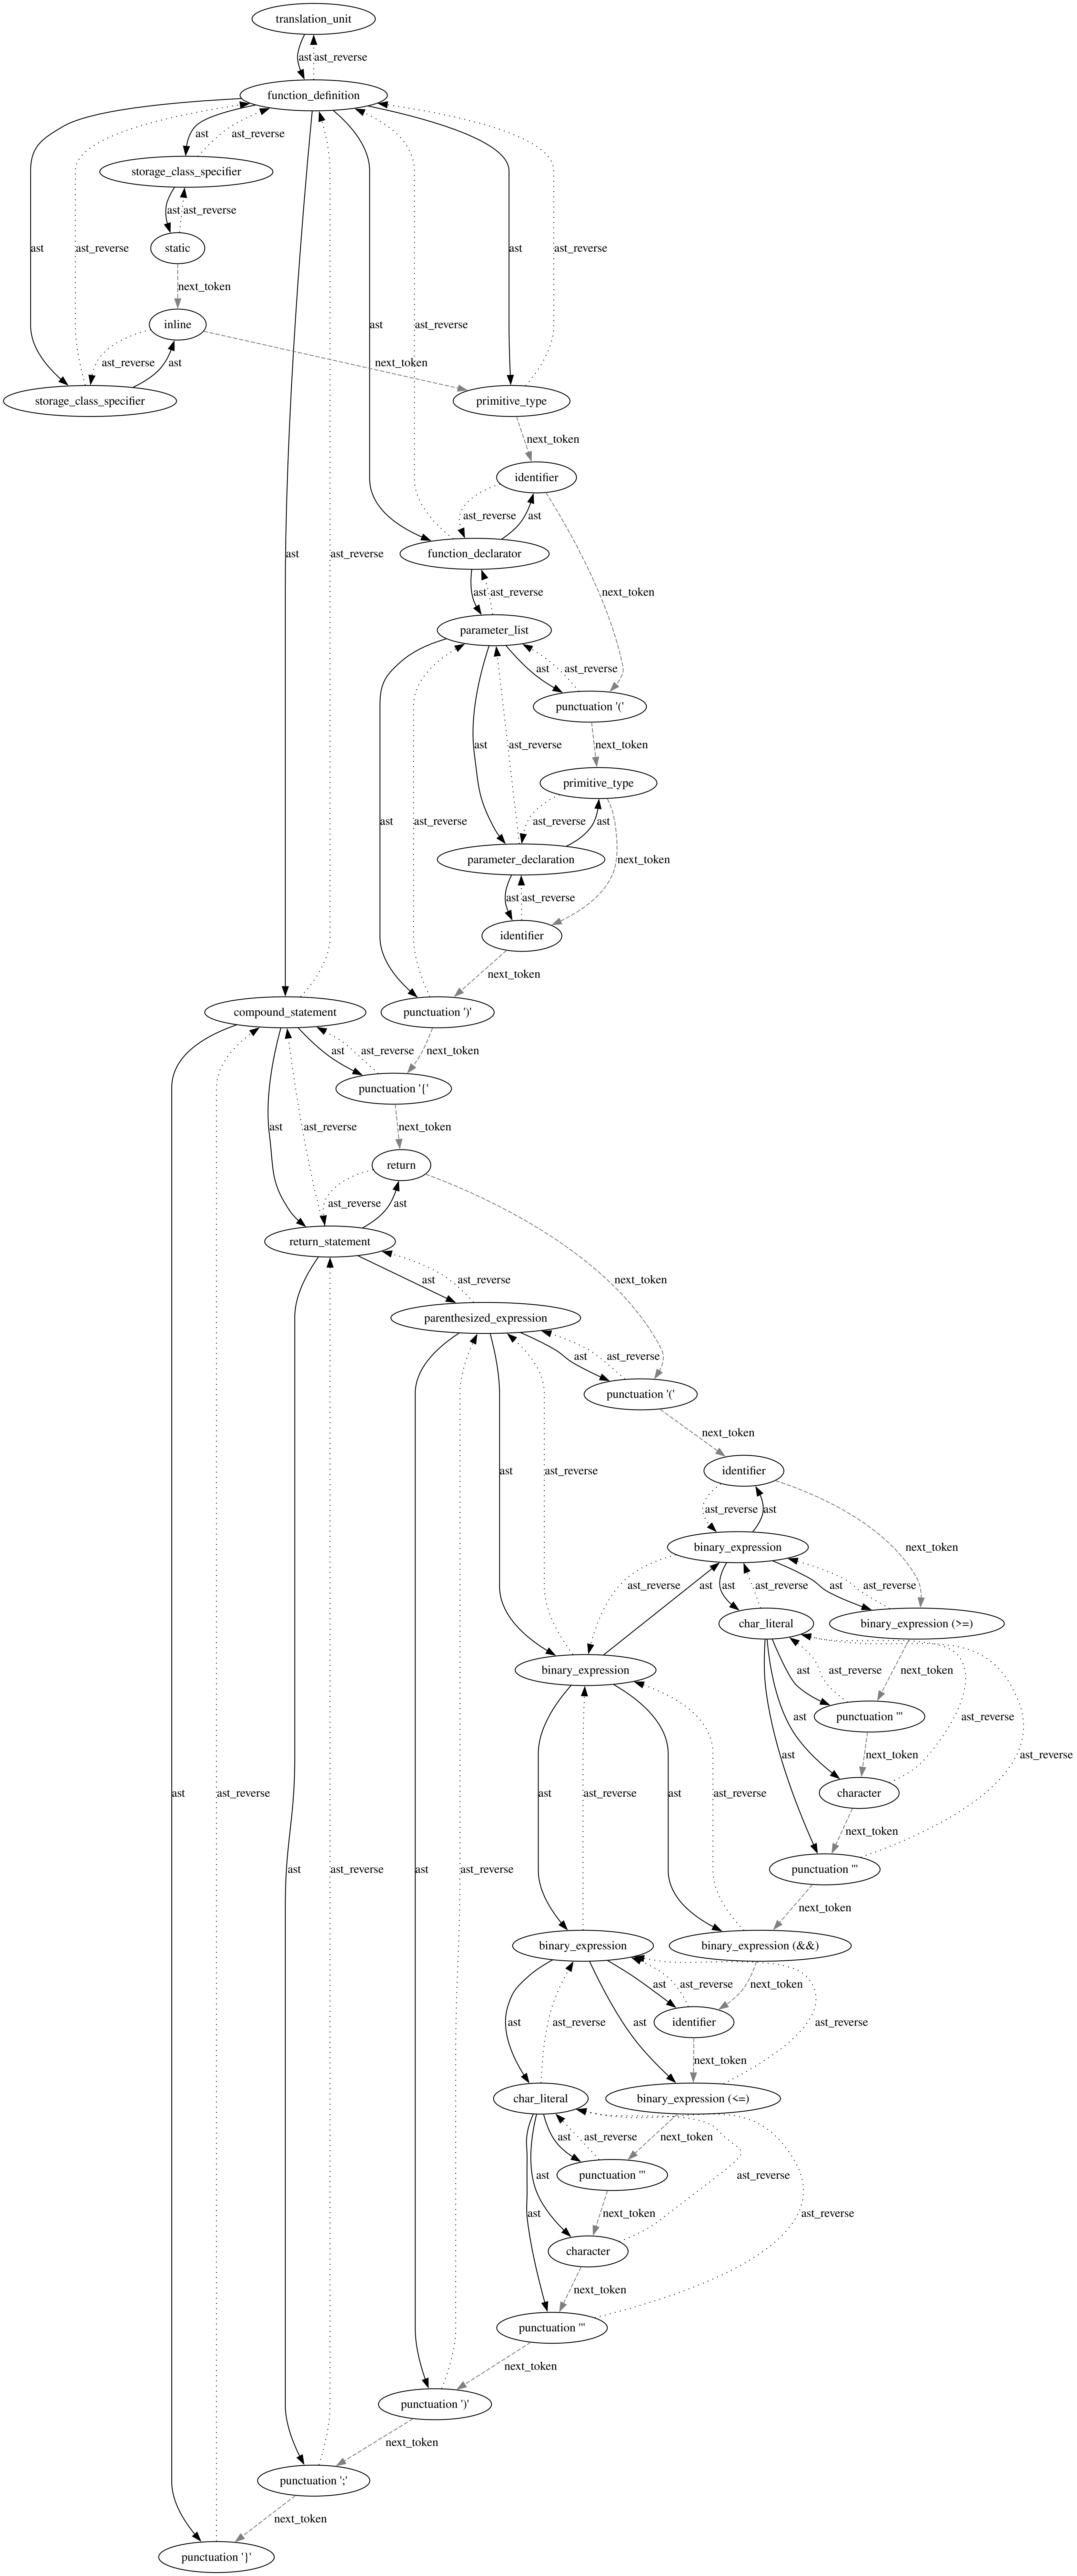 translation_unit
ast ast_reverse
function_definition
ast ast_reverse
storage_class_specifier
ast ast_reverse
ast ast_reverse static ast ast_reverse
next_token
inline ast ast_reverse
ast_reverse ast next_token
storage_class_specifier primitive_type
next_token
identifier
ast_reverse ast
ast ast_reverse function_declarator
ast ast_reverse next_token
parameter_list
ast ast_reverse
punctuation '('
ast ast_reverse next_token
primitive_type
ast ast_reverse ast_reverse ast
parameter_declaration next_token
ast ast_reverse
identifier
next_token
compound_statement punctuation ')'
ast ast_reverse next_token
punctuation '{'
ast ast_reverse next_token
return
ast_reverse ast
return_statement
ast ast_reverse next_token
parenthesized_expression
ast ast_reverse
punctuation '('
next_token
ast ast_reverse identifier
ast_reverse ast
binary_expression next_token
ast_reverse ast ast ast_reverse ast ast_reverse
char_literal binary_expression (>=)
binary_expression ast ast_reverse next_token
ast punctuation ''' ast_reverse
ast next_token ast_reverse
ast ast_reverse ast ast_reverse ast ast_reverse character
next_token
ast ast_reverse ast ast_reverse punctuation '''
next_token
binary_expression binary_expression (&&)
ast ast_reverse next_token
ast ast_reverse ast identifier ast_reverse
next_token
char_literal binary_expression (<=)
ast ast_reverse next_token
ast punctuation ''' ast_reverse
ast next_token ast_reverse
character
next_token
punctuation '''
next_token
punctuation ')'
next_token
punctuation ';'
next_token
punctuation '}'